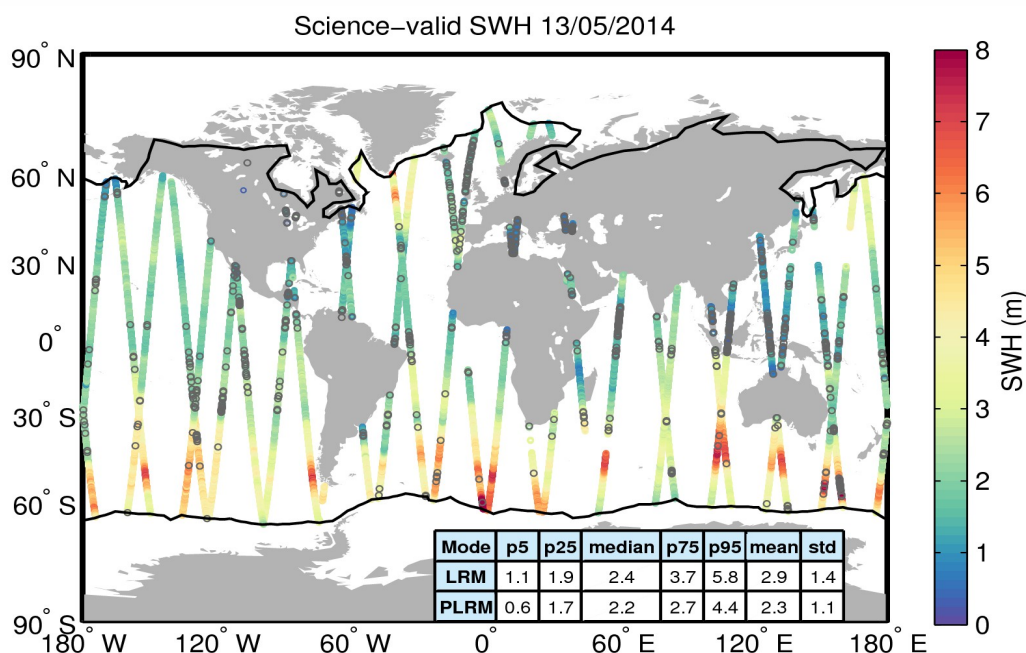 Science−valid SWH 13/05/2014
90° N
60° N
30° N
0°
30° S
60° S
90° S
180° W
120° W
60° W
0°
60° E
120° E
180° E
Mode p5 p25 median p75 p95 mean std
LRM 1.1 1.9 2.4 3.7 5.8 2.9 1.4
PLRM 0.6 1.7 2.2 2.7 4.4 2.3 1.1
8
7
6
5
4
3
2
1
0
SWH (m)